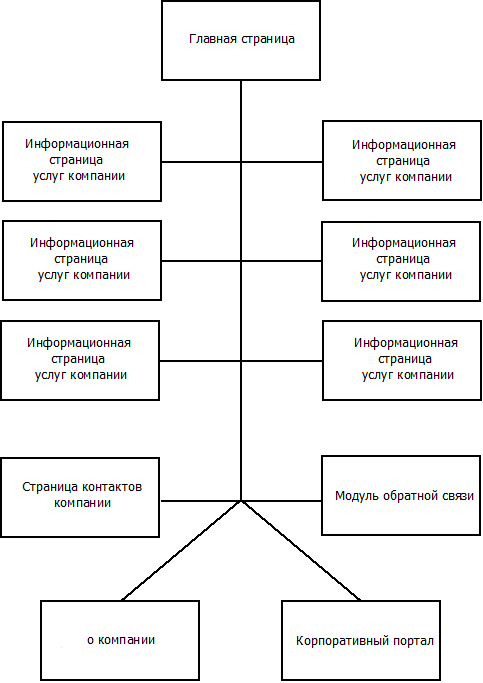 Главная страница
Информационная
страница
услуг компании
Информационная
страница
услуг компании
Информационная
страница
услуг компании
Информационная
страница
услуг компании
Информационная
страница
услуг компании
Информационная
страница
услуг компании
Страница контактов
компании
Модуль обратной связи
о компании
Корпоративный портал